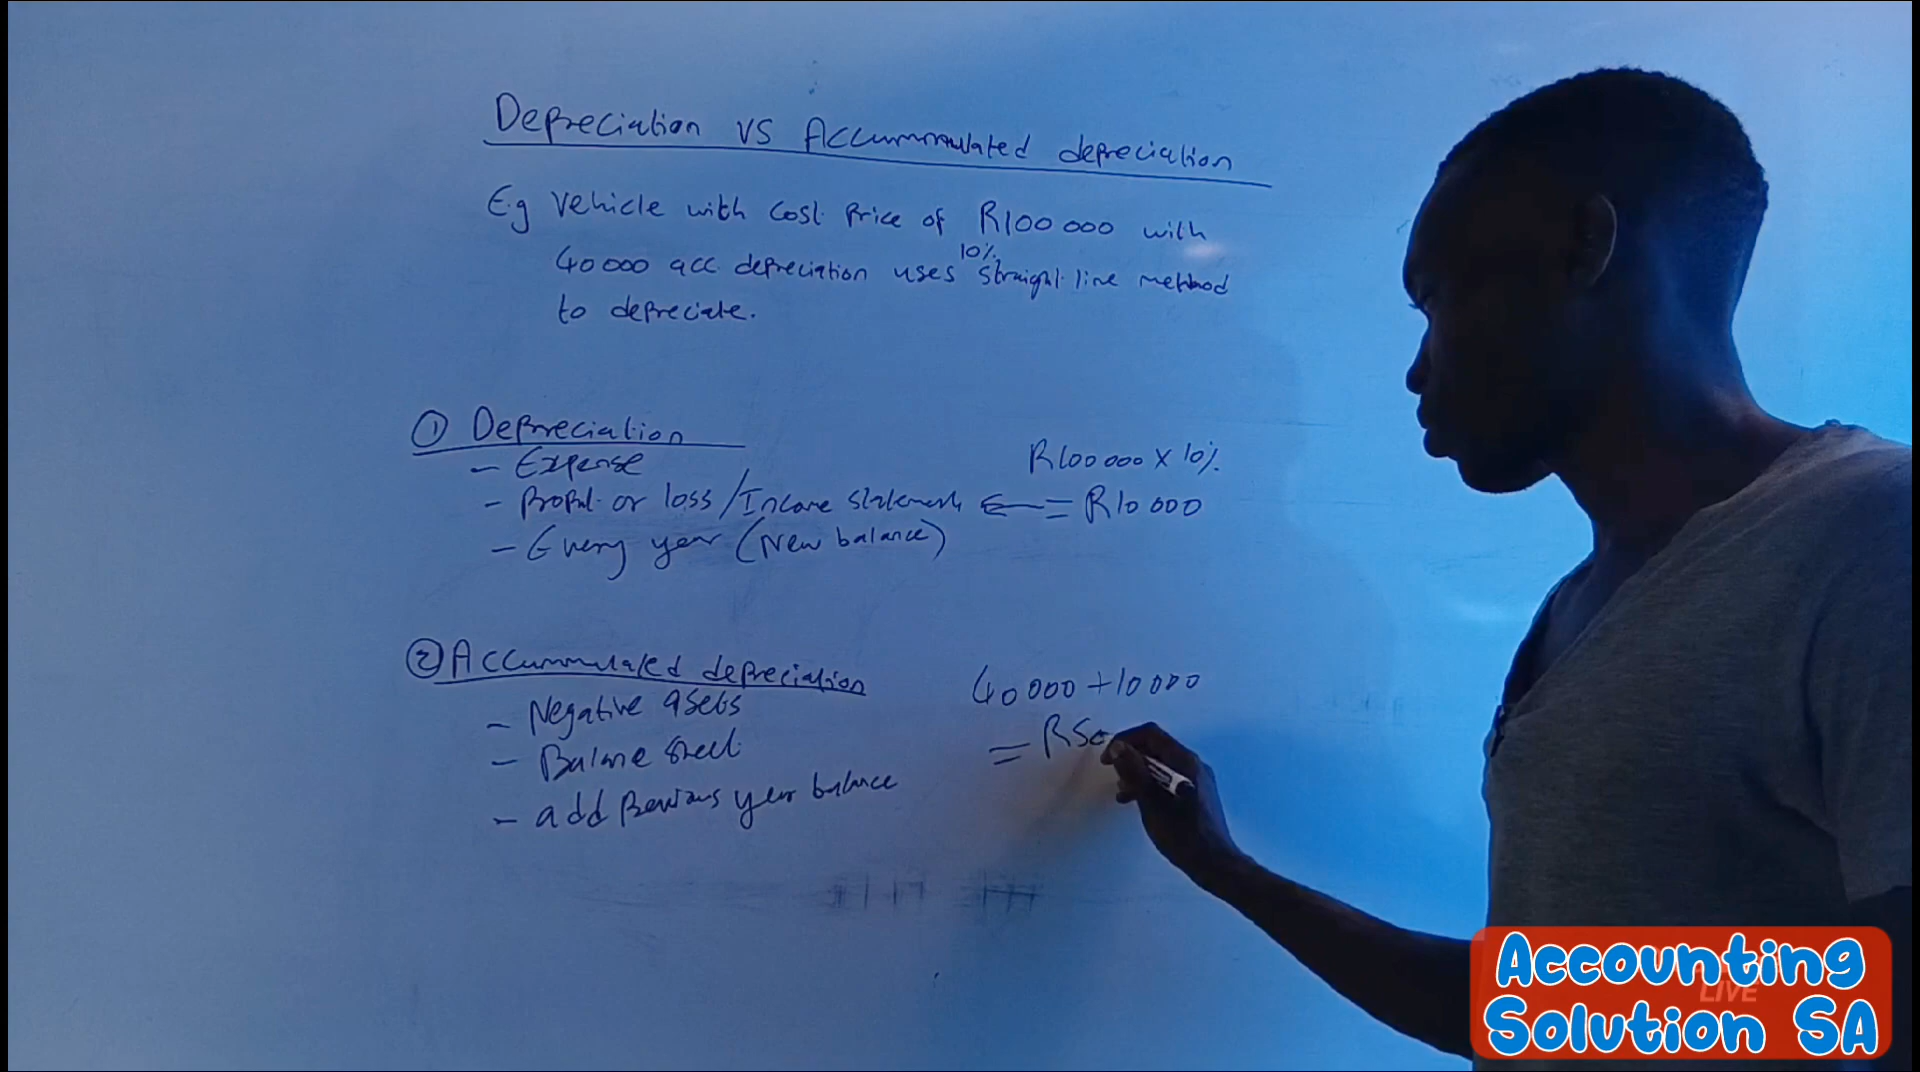 Depreciation VS Accummulated depreciation
E.g Vehicle with Cost Price of R100 000 with
10%
40 000 acc depreciation uses straight line method
to depreciate.
① Depreciation
- Expense
R100 000 X 10%
- Profit or loss / Income statement ⟵ = R10 000
- Every year (New balance)
② Accummulated depreciation
40 000 + 10 000
- Negative assets
= R50
- Balance sheet
- add previous year balance
Accounting
LIVE
Solution SA